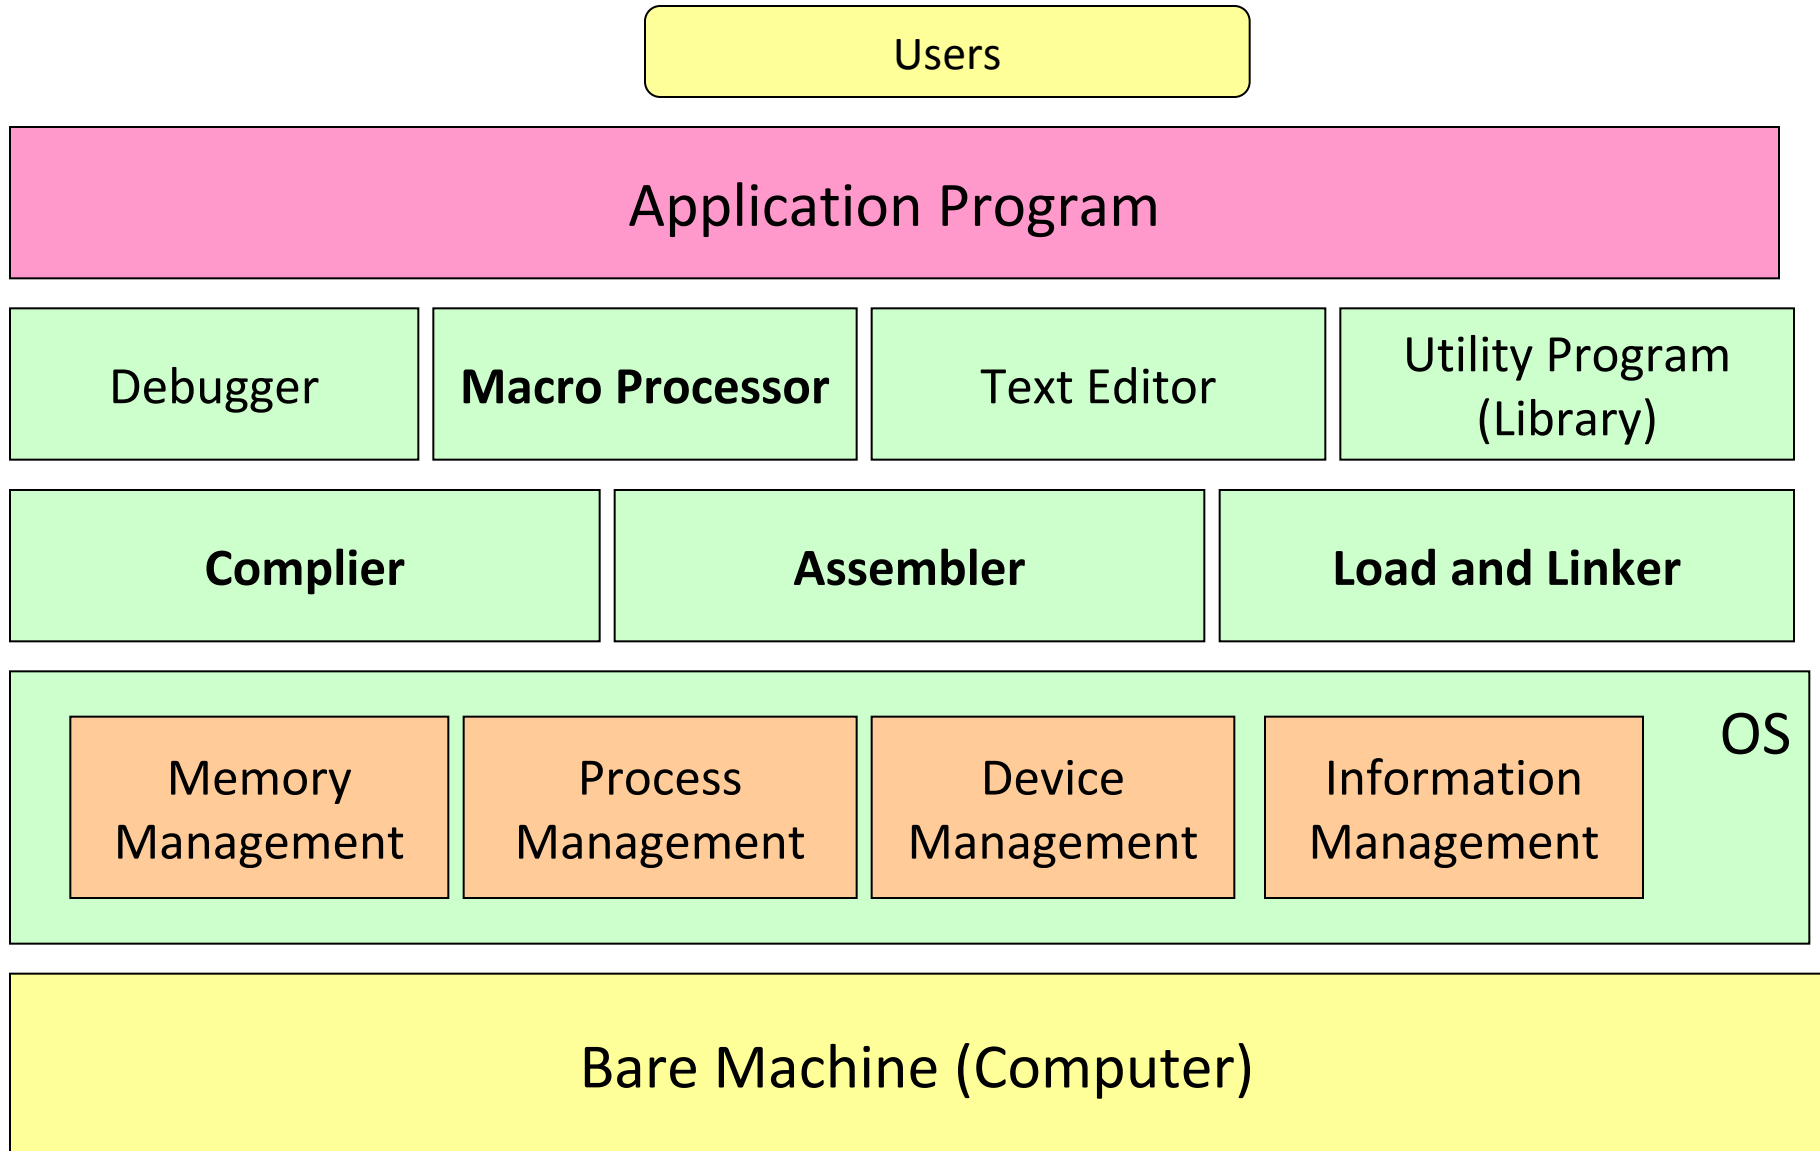 Users
Application Program
Debugger
Macro Processor
Text Editor
Utility Program
(Library)
Complier
Assembler
Load and Linker
OS
Memory
Management
Process
Management
Device
Management
Information
Management
Bare Machine (Computer)